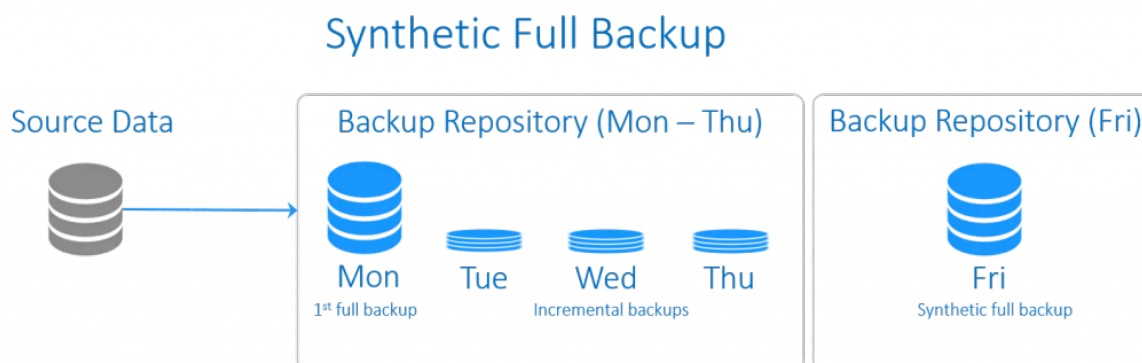 Synthetic Full Backup
Source Data
Backup Repository (Mon – Thu)
Backup Repository (Fri)
Mon
Tue
Wed
Thu
Fri
1st full backup
Incremental backups
Synthetic full backup